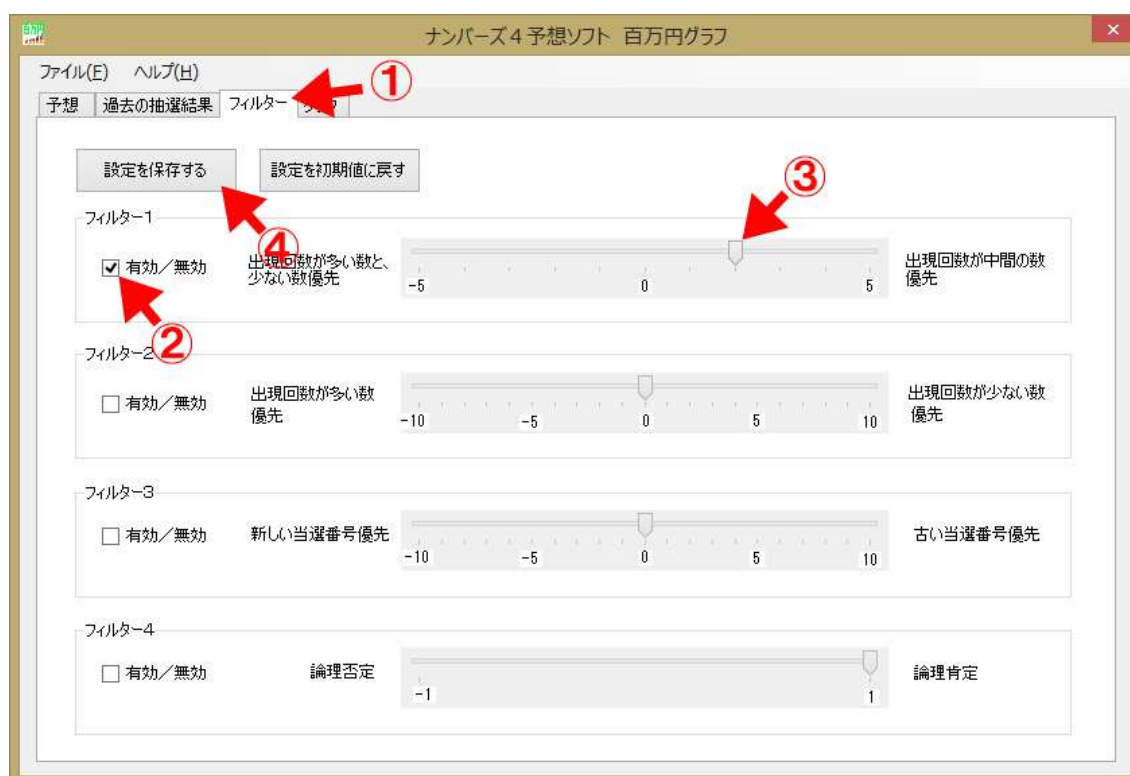 ナンバーズ4予想ソフト 百万円グラフ
×
ファイル(F) ヘルプ(H)
①
予想 過去の抽選結果 フィルター
設定を保存する 設定を初期値に戻す
③
フィルター1
④
有効/無効
出現回数が多い数と、
少ない数優先
-5 0 5
出現回数が中間の数
優先
②
フィルター2
有効/無効
出現回数が多い数
優先
-10 -5 0 5 10
出現回数が少ない数
優先
フィルター3
有効/無効 新しい当選番号優先
-10 -5 0 5 10
古い当選番号優先
フィルター4
有効/無効 論理否定
-1 1
論理肯定